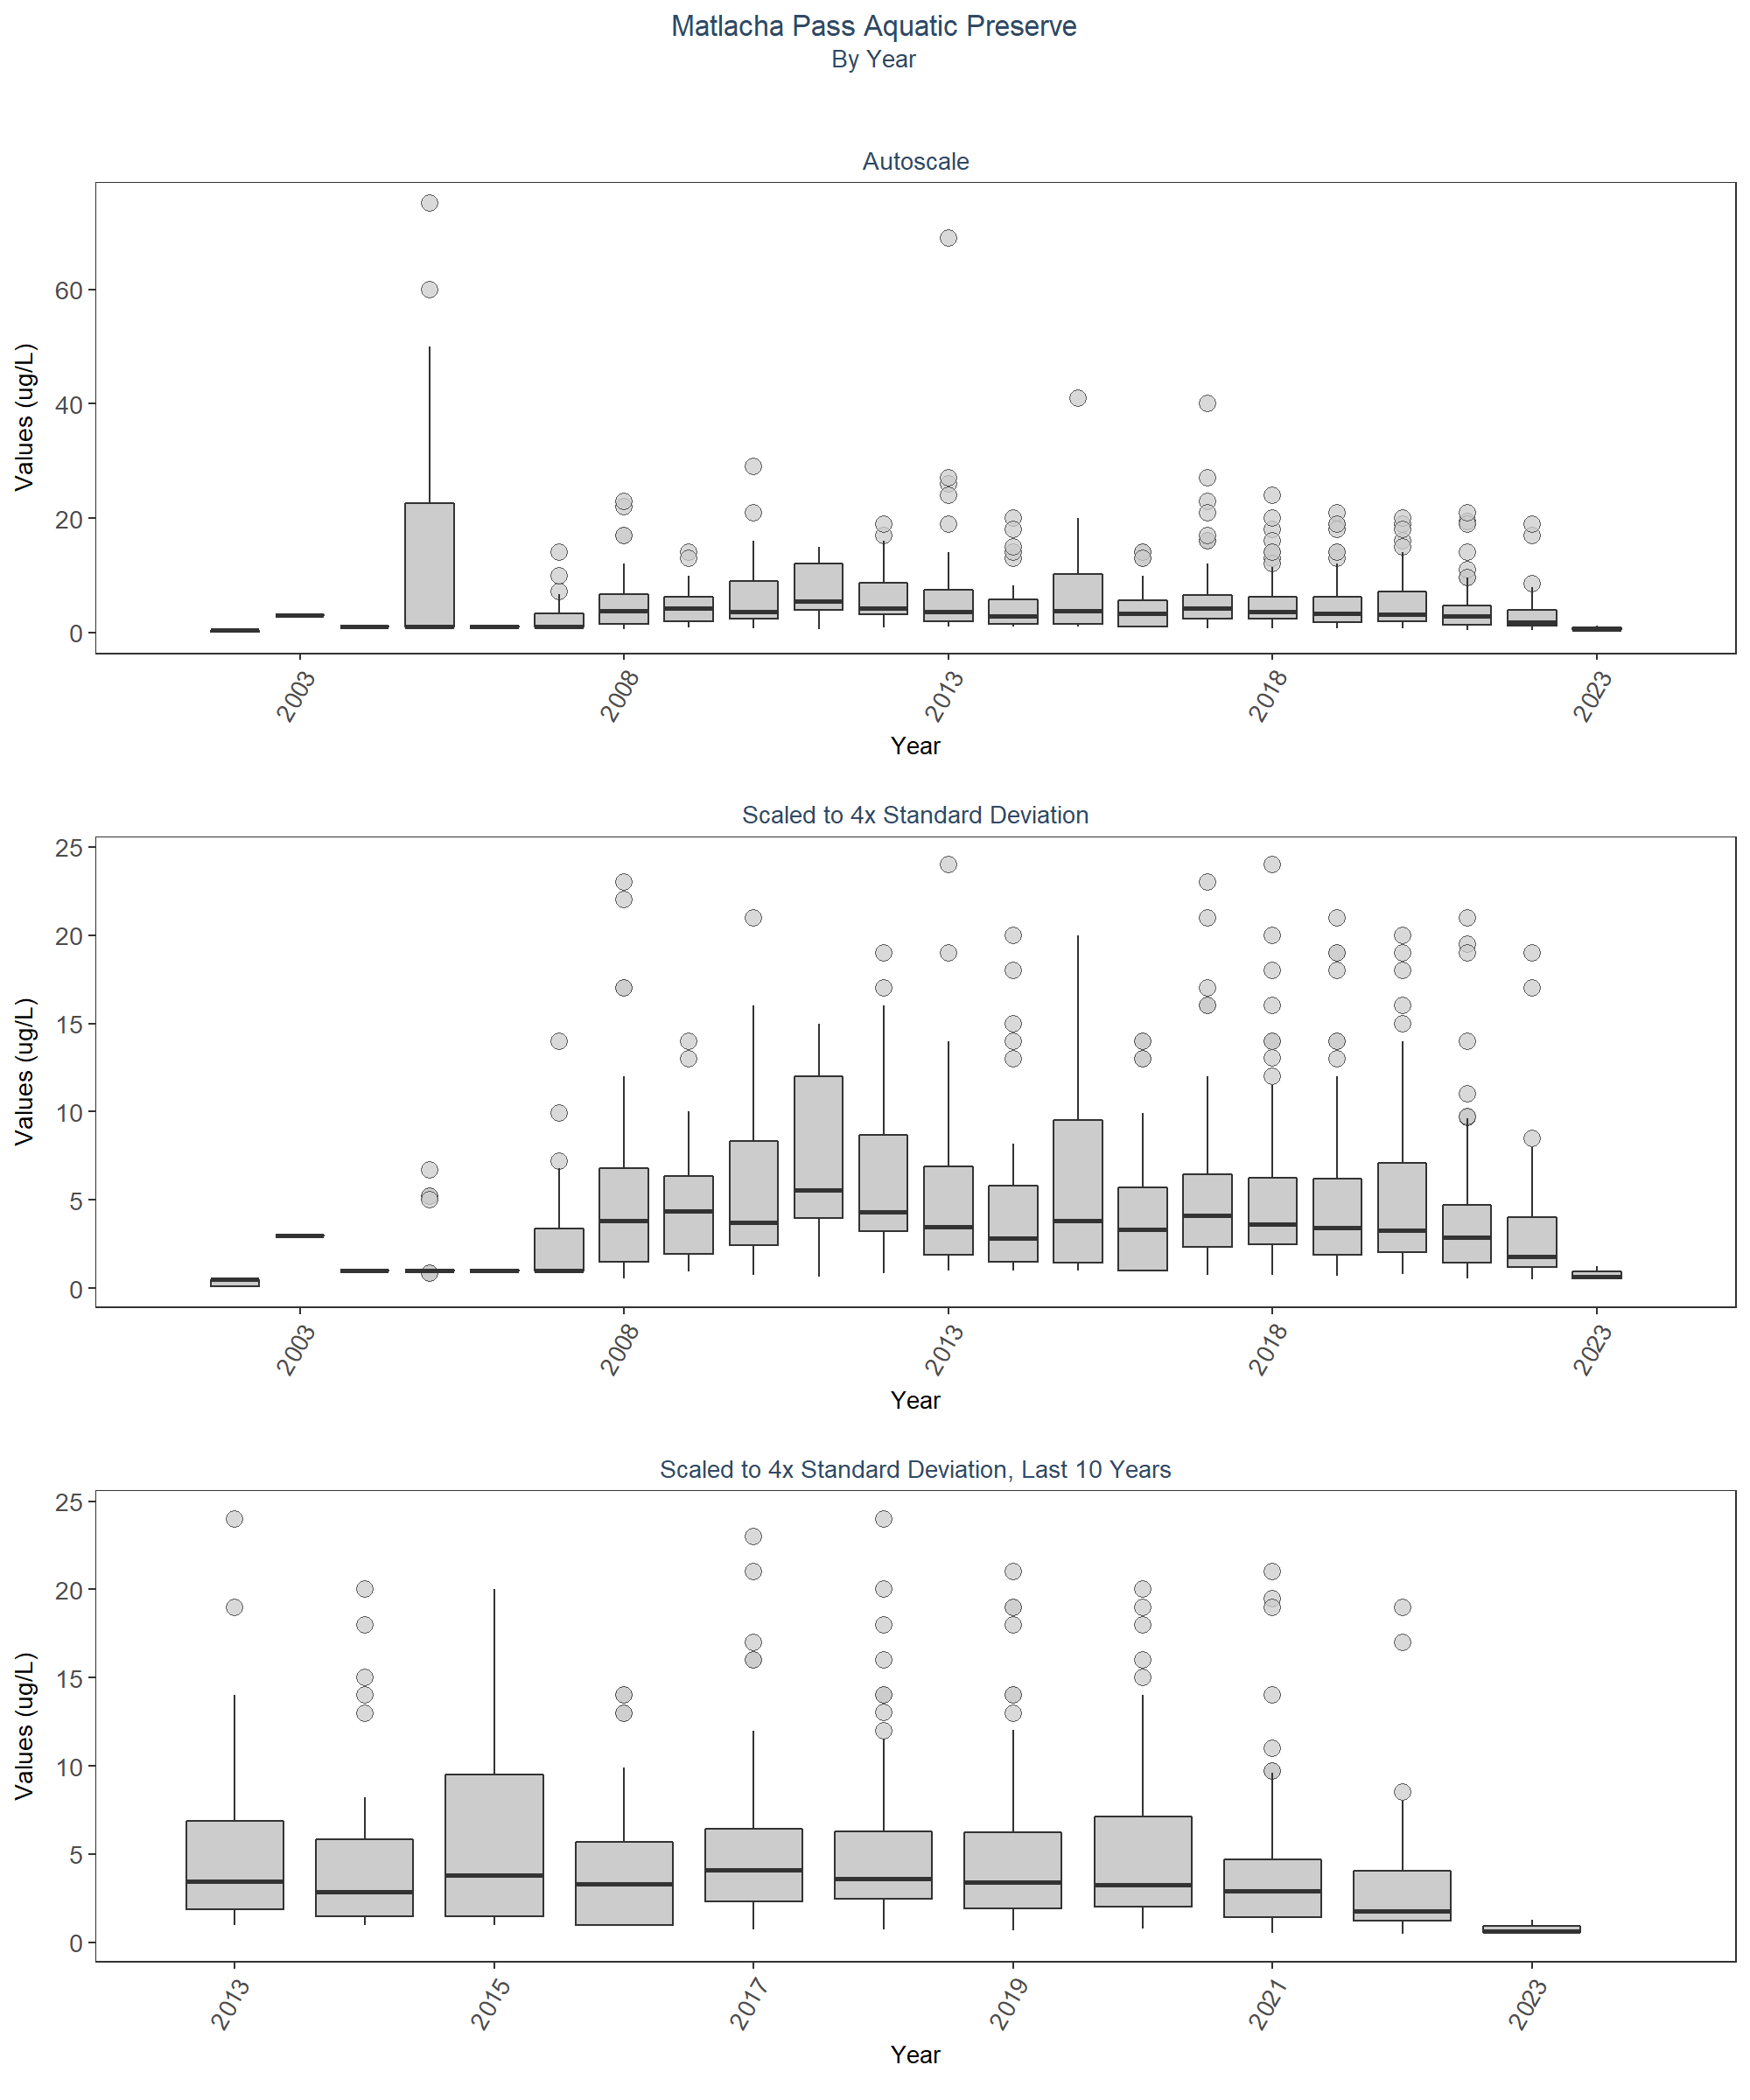 Matlacha Pass Aquatic Preserve
By Year
Autoscale
Values (ug/L)
60
40
20
0
2003
2008
2013
2018
2023
Year
Scaled to 4x Standard Deviation
Values (ug/L)
25
20
15
10
5
0
2003
2008
2013
2018
2023
Year
Scaled to 4x Standard Deviation, Last 10 Years
Values (ug/L)
25
20
15
10
5
0
2013
2015
2017
2019
2021
2023
Year